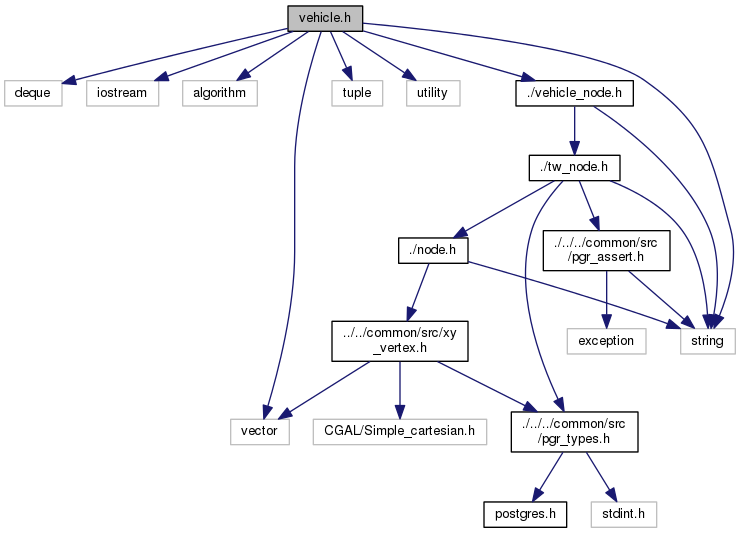 vehicle.h
deque
iostream
algorithm
tuple
utility
./vehicle_node.h
./tw_node.h
./node.h
./../../common/src
/pgr_assert.h
../../common/src/xy
_vertex.h
exception
string
vector
CGAL/Simple_cartesian.h
./../../common/src
/pgr_types.h
postgres.h
stdint.h